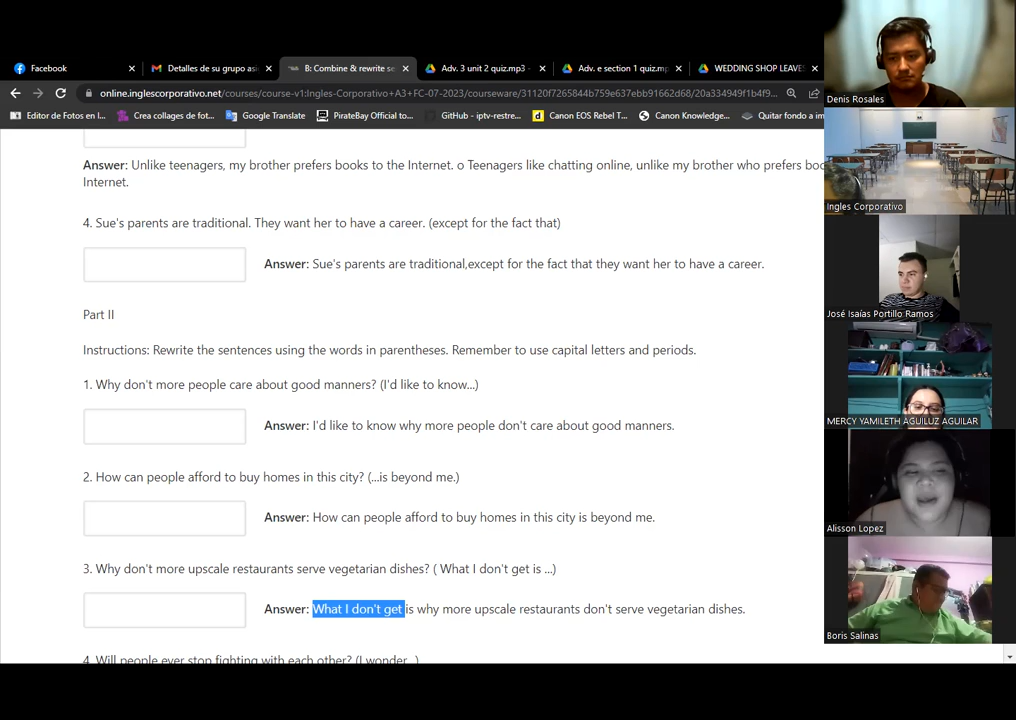 Facebook
Detalles de su grupo asi
B: Combine & rewrite se
Adv. 3 unit 2 quiz.mp3 -
Adv. e section 1 quiz.mp
WEDDING SHOP LEAVE
online.inglescorporativo.net/courses/course-v1:Ingles-Corporativo+A3+FC-07-2023/courseware/31120f7265844b759e637ebb91662d68/20a334949f1b4f9...
Editor de Fotos en l...
Crea collages de fot...
Google Translate
PirateBay Official to...
GitHub - iptv-restre...
Canon EOS Rebel T...
Canon Knowledge...
Quitar fondo a im
Answer: Unlike teenagers, my brother prefers books to the Internet. o Teenagers like chatting online, unlike my brother who prefers boo
Internet.
4. Sue's parents are traditional. They want her to have a career. (except for the fact that)
Answer: Sue's parents are traditional,except for the fact that they want her to have a career.
Part II
Instructions: Rewrite the sentences using the words in parentheses. Remember to use capital letters and periods.
1. Why don't more people care about good manners? (I'd like to know...)
Answer: I'd like to know why more people don't care about good manners.
2. How can people afford to buy homes in this city? (...is beyond me.)
Answer: How can people afford to buy homes in this city is beyond me.
3. Why don't more upscale restaurants serve vegetarian dishes? ( What I don't get is ...)
Answer: What I don't get is why more upscale restaurants don't serve vegetarian dishes.
4. Will people ever stop fighting with each other? (I wonder...)
Denis Rosales
Ingles Corporativo
José Isaías Portillo Ramos
MERCY YAMILETH AGUILUZ AGUILAR
Alisson Lopez
Boris Salinas